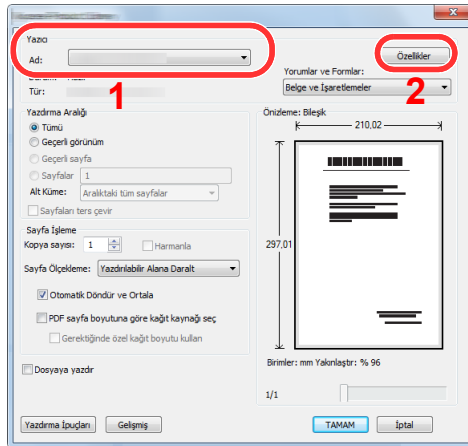 Yazıcı
Ad:
Özellikler
Tür:
1
2
Yorumlar ve Formlar:
Belge ve İşaretlemeler
Yazdırma Aralığı
Tümü
Geçerli görünüm
Geçerli sayfa
Sayfalar 1
Alt Küme: Aralıktaki tüm sayfalar
Sayfaları ters çevir
Sayfa İşleme
Kopya sayısı: 1 Harmanla
Sayfa Ölçekleme: Yazdırılabilir Alana Daralt
Otomatik Döndür ve Ortala
PDF sayfa boyutuna göre kağıt kaynağı seç
Gerektiğinde özel kağıt boyutu kullan
Dosyaya yazdır
Önizleme: Bileşik
210,02
297,01
Birimler: mm Yakınlaştır: % 96
1/1
Yazdırma İpuçları Gelişmiş TAMAM İptal